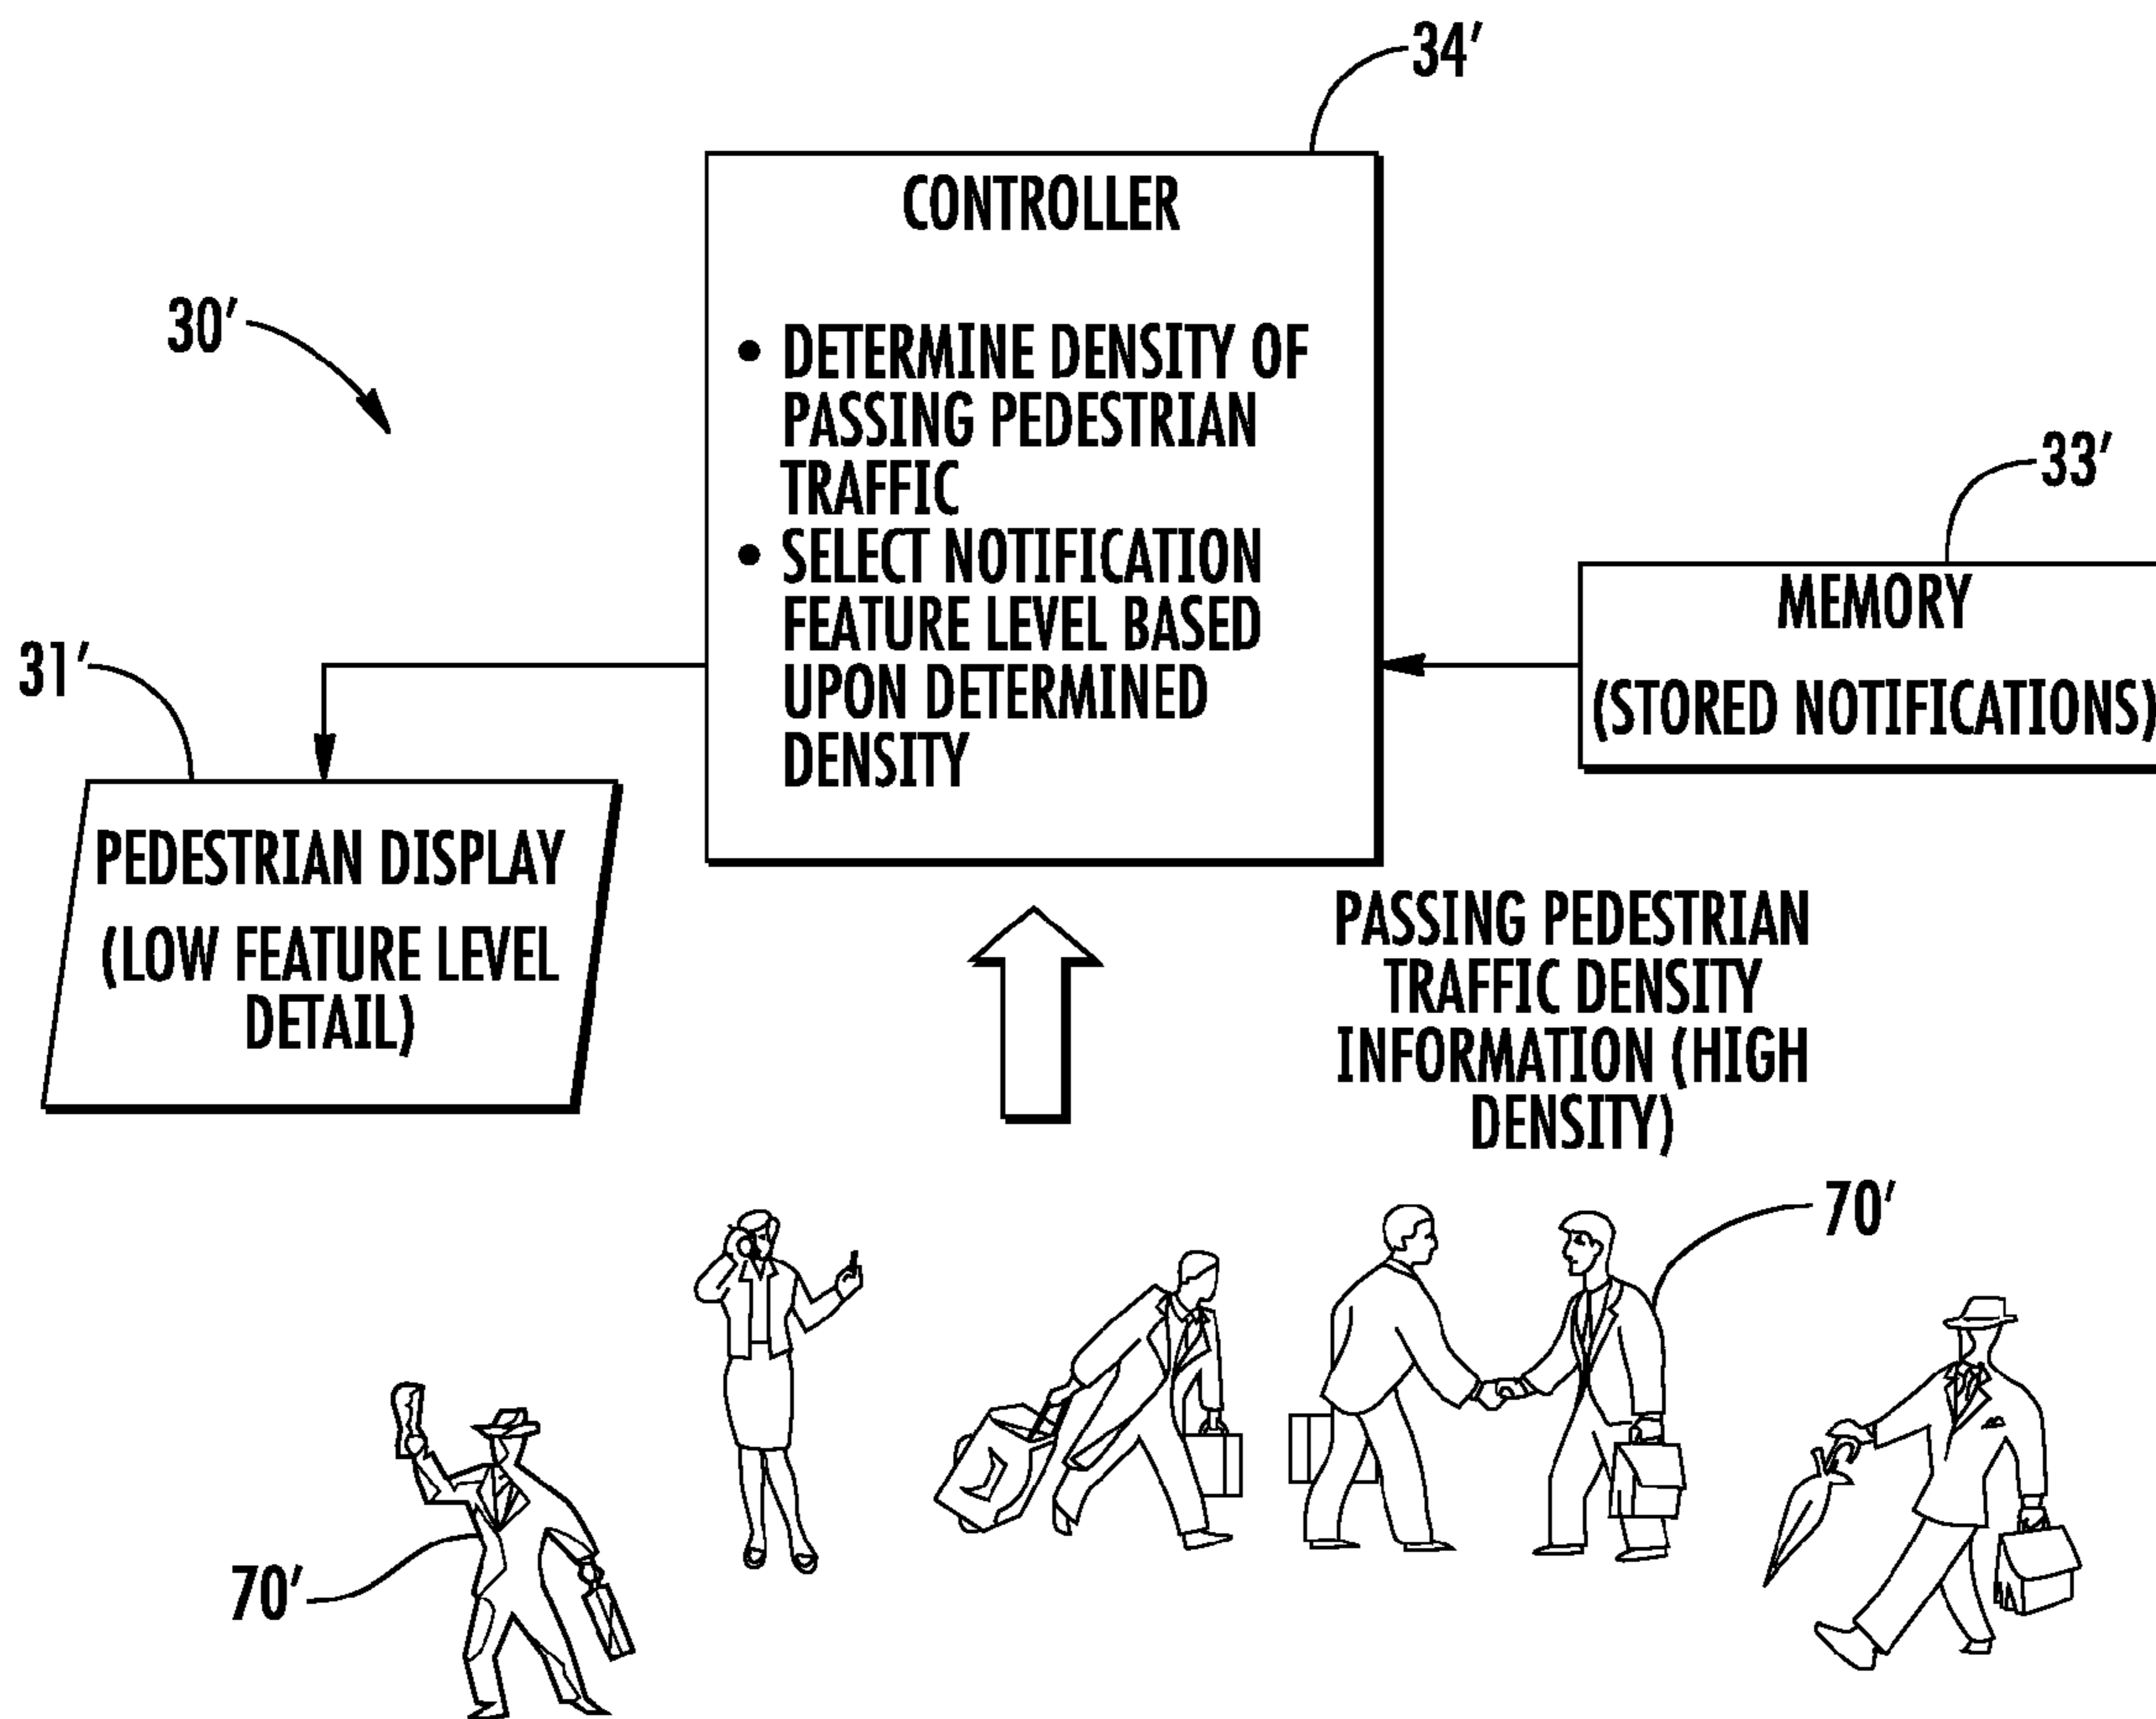 34'
CONTROLLER
30'
• DETERMINE DENSITY OF
PASSING PEDESTRIAN
TRAFFIC
• SELECT NOTIFICATION
FEATURE LEVEL BASED
UPON DETERMINED
DENSITY
33'
MEMORY
(STORED NOTIFICATIONS)
31'
PEDESTRIAN DISPLAY
(LOW FEATURE LEVEL
DETAIL)
PASSING PEDESTRIAN
TRAFFIC DENSITY
INFORMATION (HIGH
DENSITY)
70'
70'